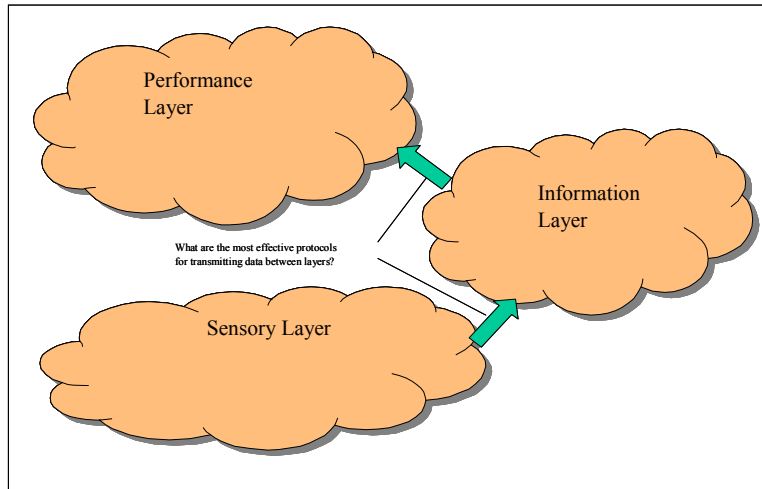 Performance
Layer
Information
Layer
What are the most effective protocols
for transmitting data between layers?
Sensory Layer